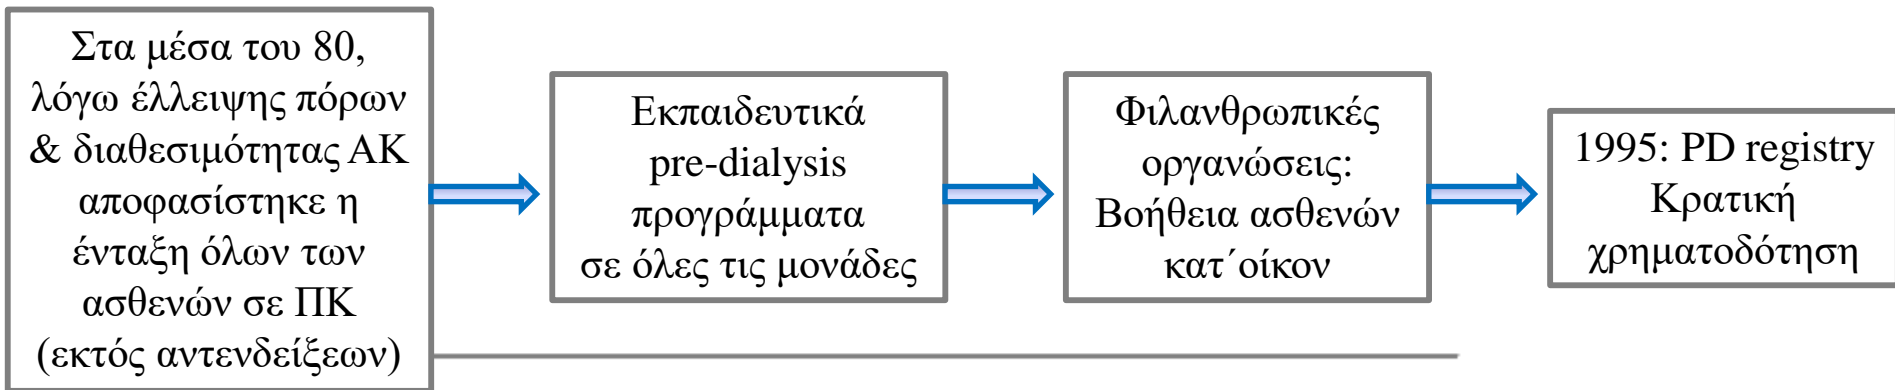 Στα μέσα του 80,
λόγω έλλειψης πόρων
& διαθεσιμότητας ΑΚ
αποφασίστηκε η
ένταξη όλων των
ασθενών σε ΠΚ
(εκτός αντενδείξεων)
Εκπαιδευτικά
pre-dialysis
προγράμματα
σε όλες τις μονάδες
Φιλανθρωπικές
οργανώσεις:
Βοήθεια ασθενών
κατ΄οίκον
1995: PD registry
Κρατική
χρηματοδότηση